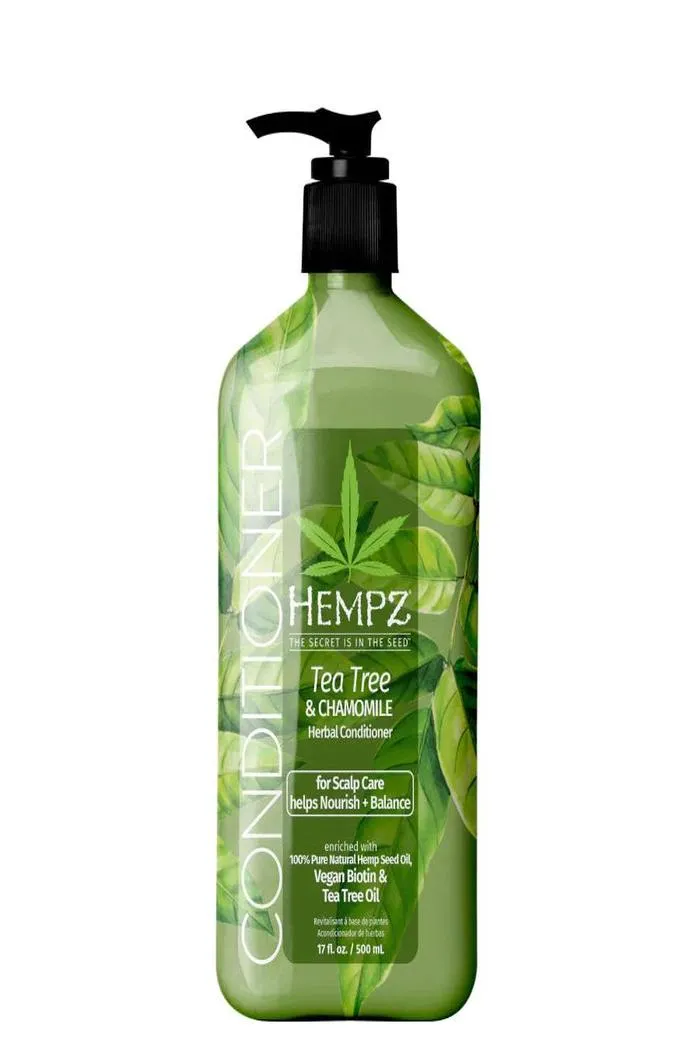 CONDITIONER
HEMPZ
THE SECRET IS IN THE SEED™
Tea Tree
& CHAMOMILE
Herbal Conditioner
for Scalp Care
helps Nourish + Balance
enriched with
100% Pure Natural Hemp Seed Oil,
Vegan Biotin &
Tea Tree Oil
Revitalisant à base de plantes
Acondicionador de hierbas
17 fl. oz. / 500 mL